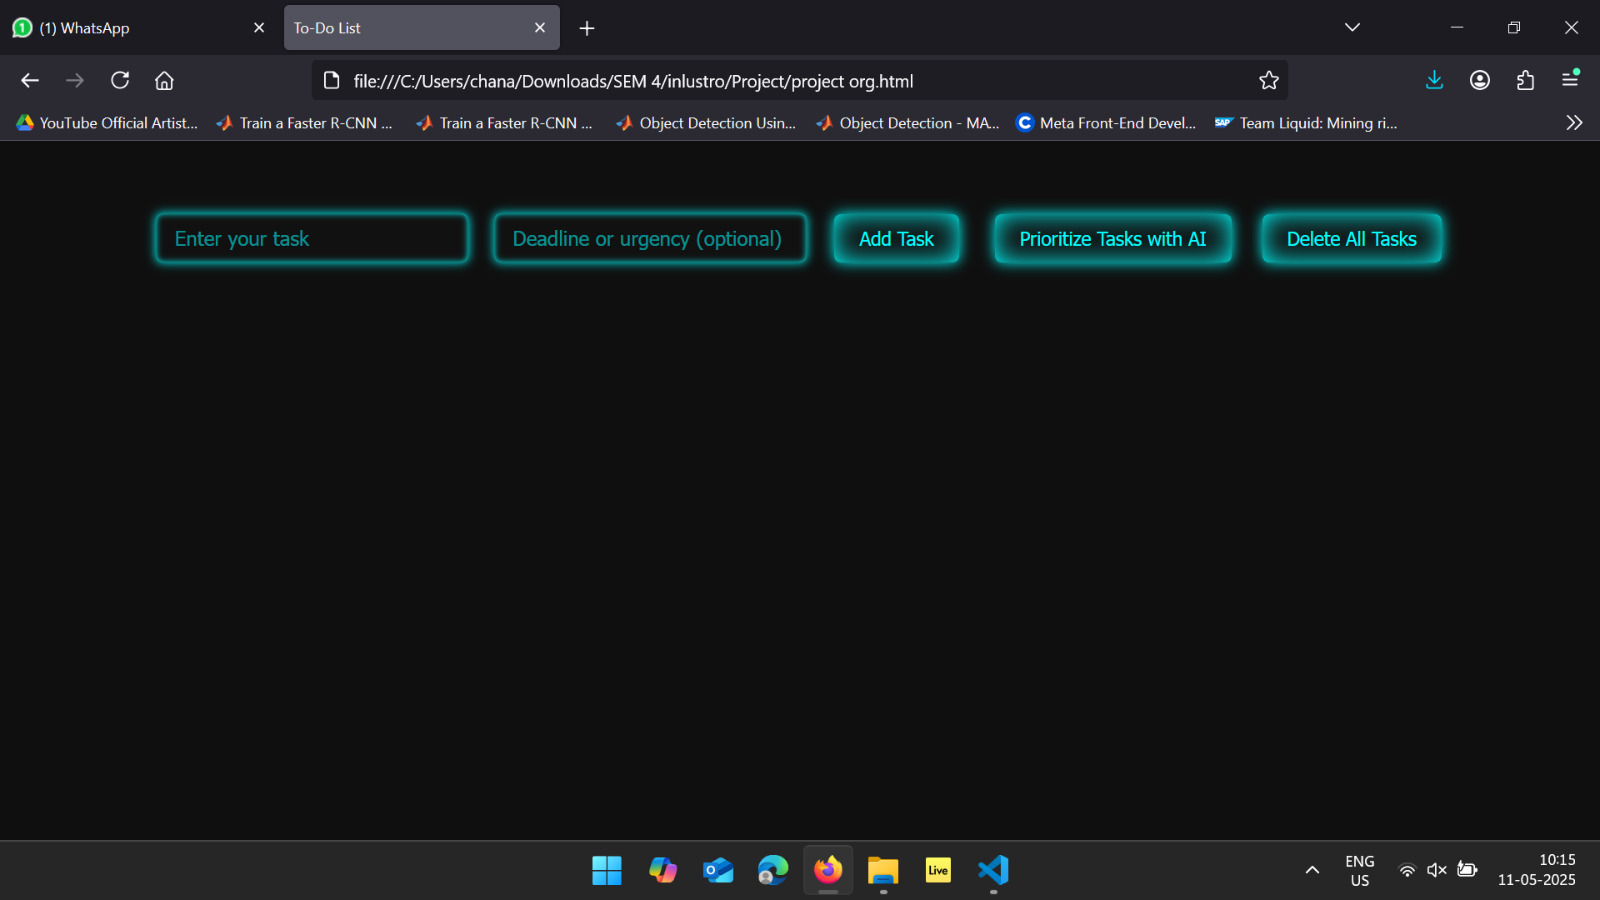 1 (1) WhatsApp
To-Do List
file:///C:/Users/chana/Downloads/SEM 4/inlustro/Project/project org.html
YouTube Official Artist... Train a Faster R-CNN ... Train a Faster R-CNN ... Object Detection Usin... Object Detection - MA... C Meta Front-End Devel... SAP Team Liquid: Mining ri...
Enter your task
Deadline or urgency (optional)
Add Task
Prioritize Tasks with AI
Delete All Tasks
O
Live
ENG
US
10:15
11-05-2025